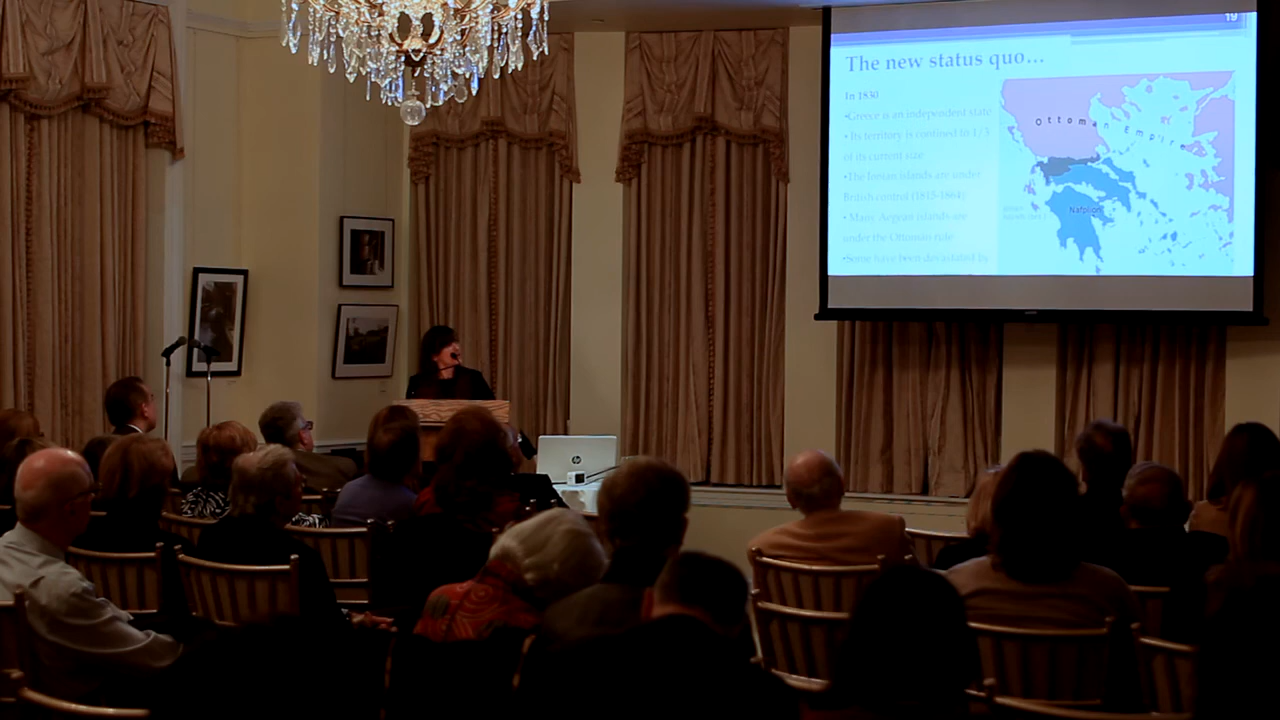 19
The new status quo...
In 1830
•Greece is an independent state
• Its territory is confined to 1/3
of its current size
•The Ionian Islands are under
British control (1815-1864)
• Many Aegean islands are
under the Ottoman rule
•Some have been devastated by
Ottoman Empire
Nafplion
hp